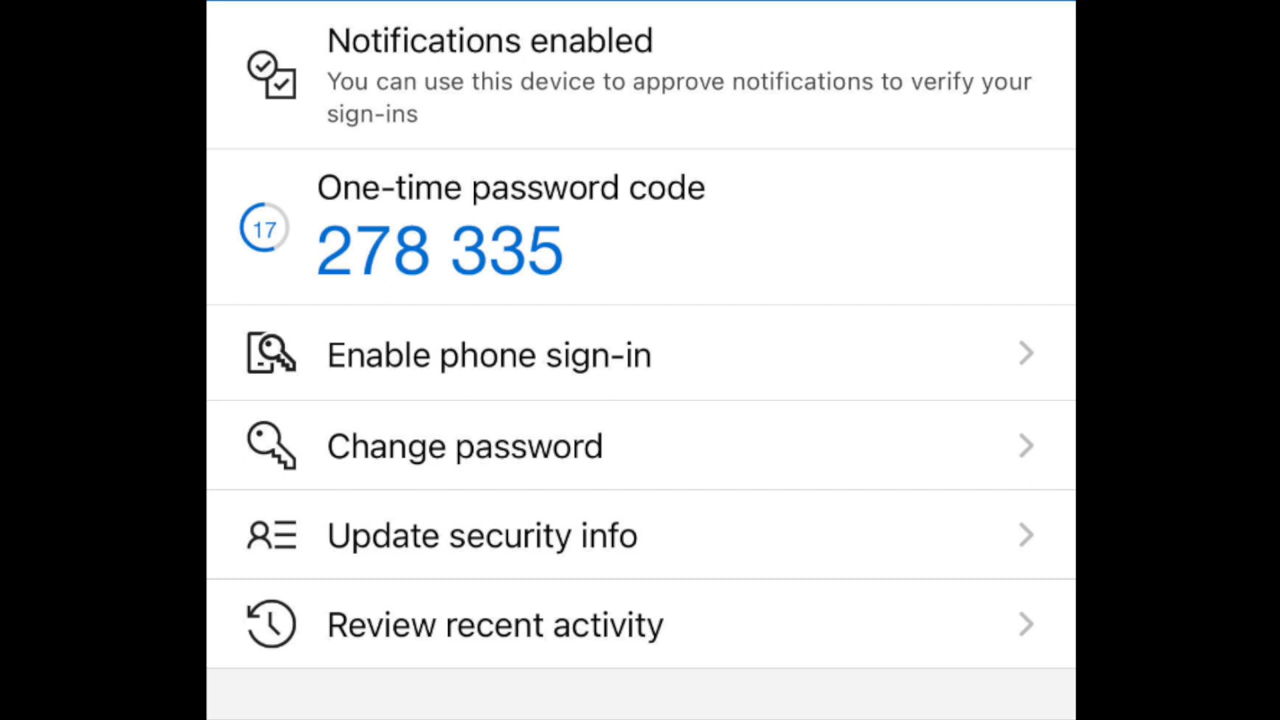 Notifications enabled
You can use this device to approve notifications to verify your
sign-ins
One-time password code
17
278 335
Enable phone sign-in
Change password
Update security info
Review recent activity